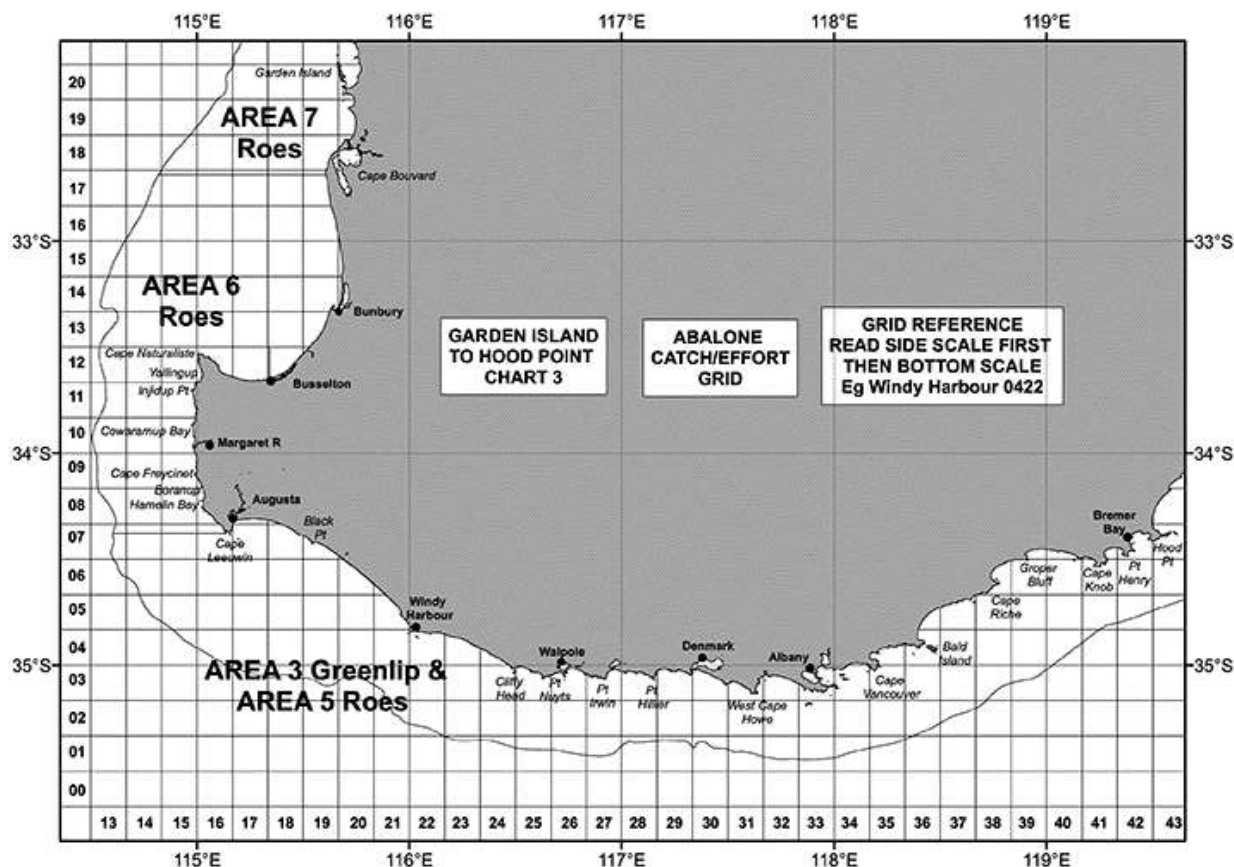 115°E
116°E
117°E
118°E
119°E
20
Garden Island
AREA 7
Roes
19
18
Cape Bouvard
17
16
33°S
33°S
15
14
AREA 6
Roes
Bunbury
13
GARDEN ISLAND
TO HOOD POINT
CHART 3
ABALONE
CATCH/EFFORT
GRID
GRID REFERENCE
READ SIDE SCALE FIRST
THEN BOTTOM SCALE
Eg Windy Harbour 0422
12
Cape Naturaliste
Yallingup
Busselton
11
Injidup Pt
10
Cowaramup Bay
Margaret R
34°S
34°S
09
Cape Freycinet
Boranup
08
Hamelin Bay
Augusta
07
Cape
Leeuwin
Black
Pt
Bremer
Bay
Hood
Pt
06
Groper
Bluff
Cape
Knob
Pt
Henry
05
Windy
Harbour
Cape
Riche
04
Walpole
Denmark
Albany
Bald
Island
35°S
35°S
03
AREA 3 Greenlip &
AREA 5 Roes
Cliffy
Head
Pt
Nuyts
Pt
Irwin
Pt
Hillier
West Cape
Howe
Cape
Vancouver
02
01
00
13 14 15 16 17 18 19 20 21 22 23 24 25 26 27 28 29 30 31 32 33 34 35 36 37 38 39 40 41 42 43
115°E
116°E
117°E
118°E
119°E